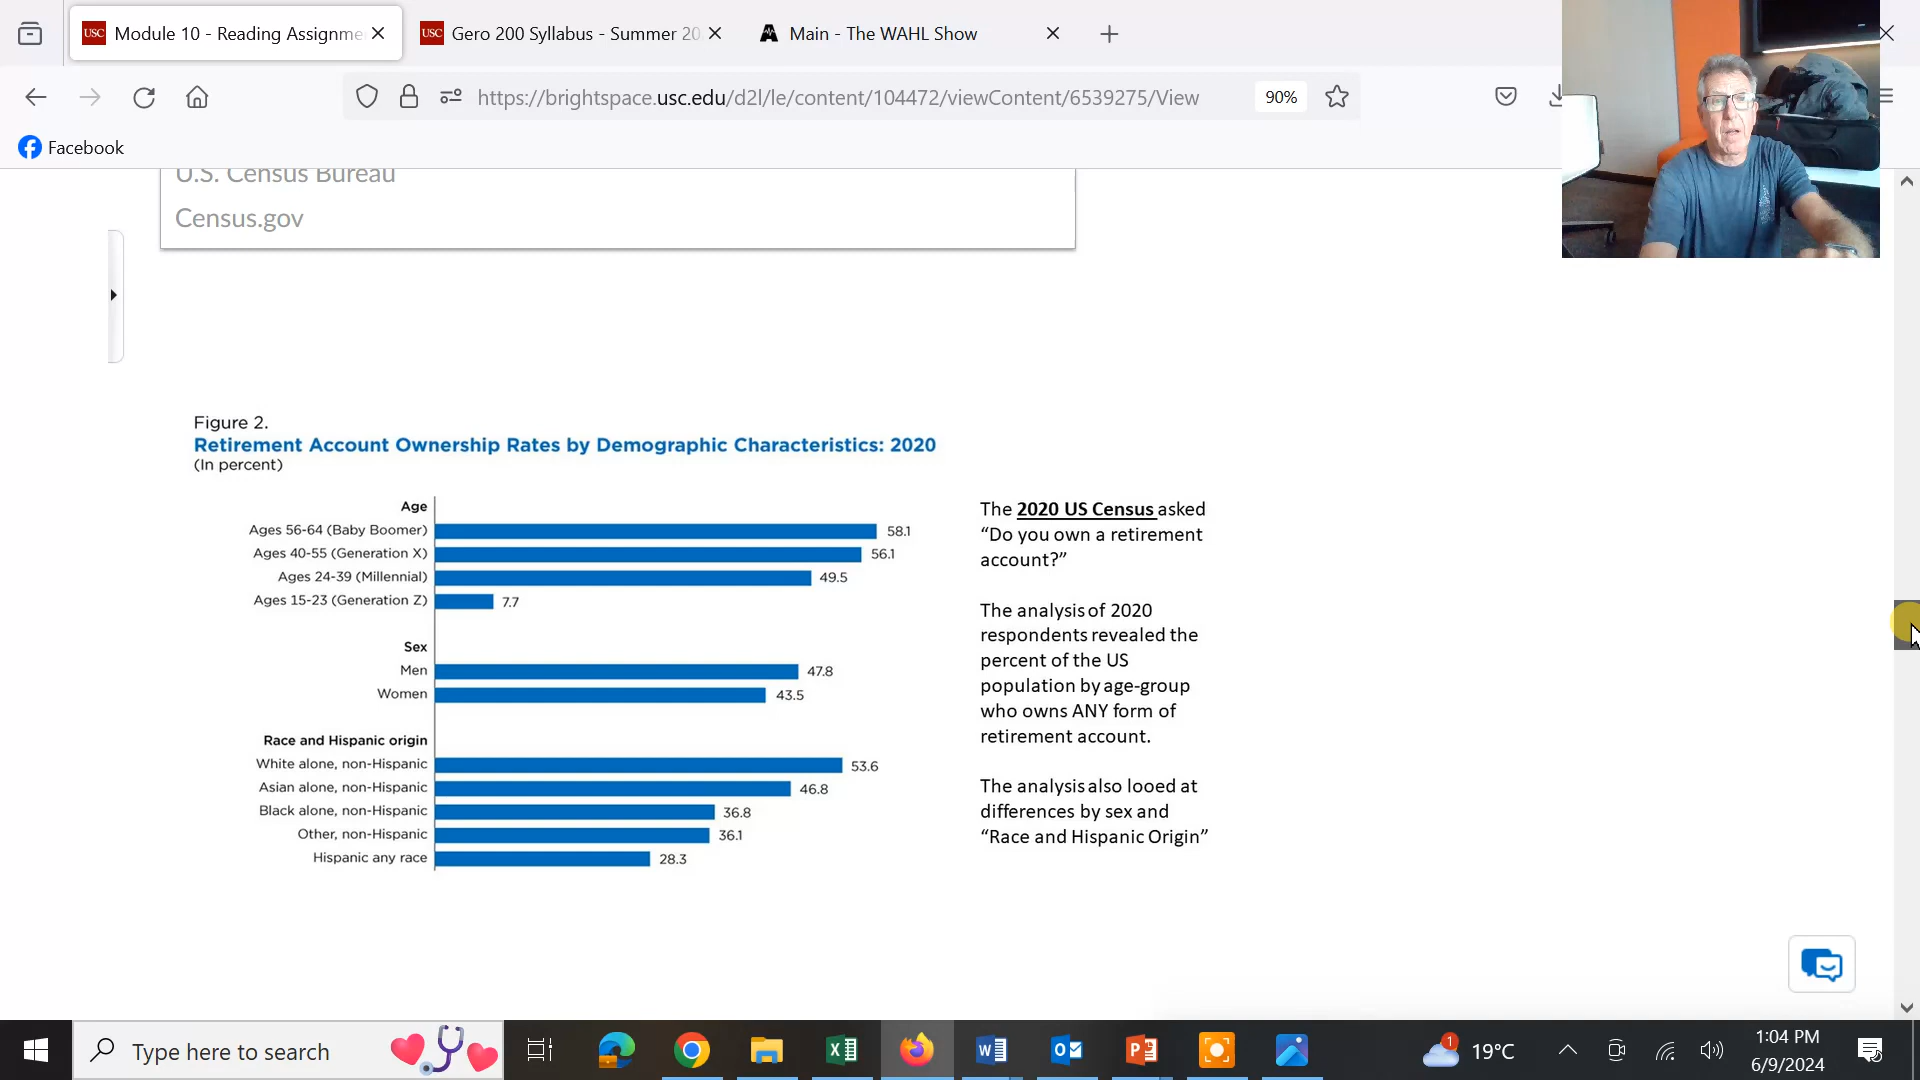 Module 10 - Reading Assignme
Gero 200 Syllabus - Summer 20
Main - The WAHL Show
https://brightspace.usc.edu/d2l/le/content/104472/viewContent/6539275/View
90%
Facebook
U.S. Census Bureau
Census.gov
Figure 2.
Retirement Account Ownership Rates by Demographic Characteristics: 2020
(In percent)
Age
Ages 56-64 (Baby Boomer) 58.1
Ages 40-55 (Generation X) 56.1
Ages 24-39 (Millennial) 49.5
Ages 15-23 (Generation Z) 7.7
Sex
Men 47.8
Women 43.5
Race and Hispanic origin
White alone, non-Hispanic 53.6
Asian alone, non-Hispanic 46.8
Black alone, non-Hispanic 36.8
Other, non-Hispanic 36.1
Hispanic any race 28.3
The 2020 US Census asked
“Do you own a retirement
account?”
The analysis of 2020
respondents revealed the
percent of the US
population by age-group
who owns ANY form of
retirement account.
The analysis also looed at
differences by sex and
“Race and Hispanic Origin”
Type here to search
1
19°C
1:04 PM
6/9/2024